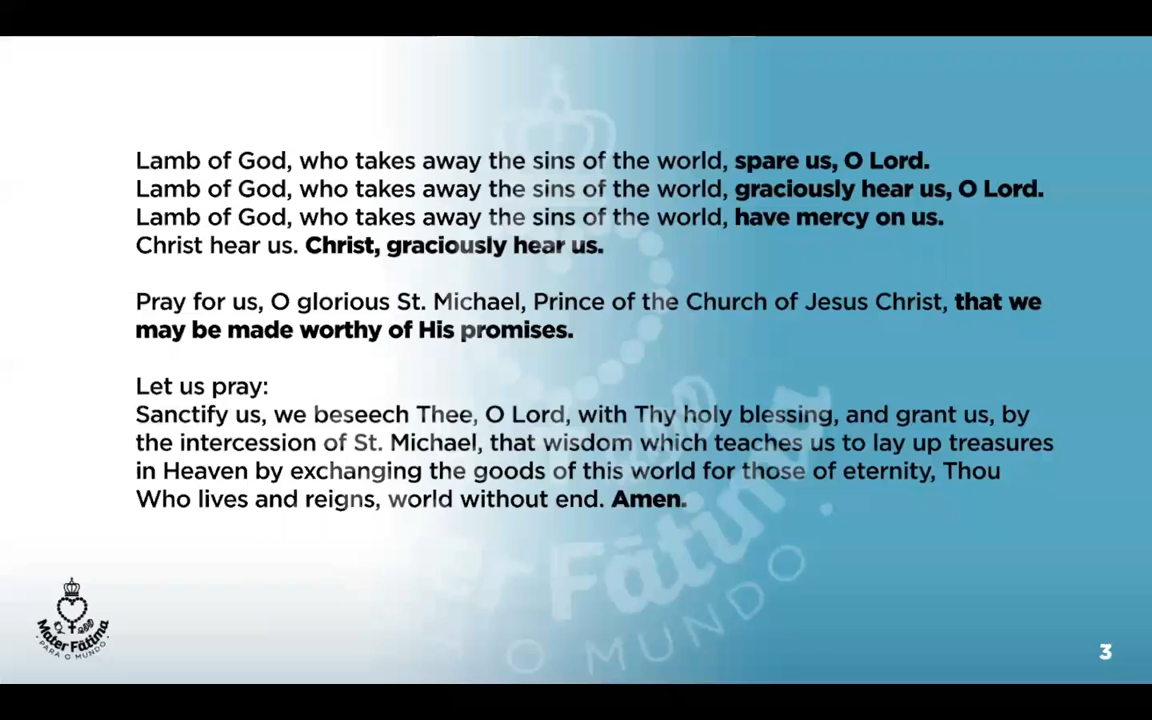 Lamb of God, who takes away the sins of the world, spare us, O Lord.
Lamb of God, who takes away the sins of the world, graciously hear us, O Lord.
Lamb of God, who takes away the sins of the world, have mercy on us.
Christ hear us. Christ, graciously hear us.
Pray for us, O glorious St. Michael, Prince of the Church of Jesus Christ, that we
may be made worthy of His promises.
Let us pray:
Sanctify us, we beseech Thee, O Lord, with Thy holy blessing, and grant us, by
the intercession of St. Michael, that wisdom which teaches us to lay up treasures
in Heaven by exchanging the goods of this world for those of eternity, Thou
Who lives and reigns, world without end. Amen.
Fātima
O MUNDO
Mater Fātima
PARA O MUNDO
3